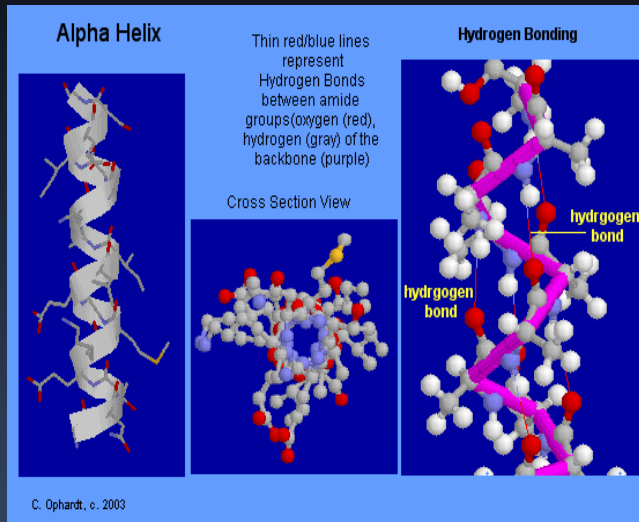 Alpha Helix
Thin red/blue lines
represent
Hydrogen Bonds
between amide
groups(oxygen (red),
hydrogen (gray) of the
backbone (purple)
Cross Section View
Hydrogen Bonding
hydrgogen
bond
hydrgogen
bond
C. Ophardt, c. 2003